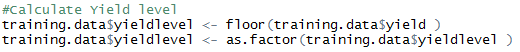 #Calculate Yield level
training.data$yieldlevel <- floor(training.data$yield )
training.data$yieldlevel <- as.factor(training.data$yieldlevel )